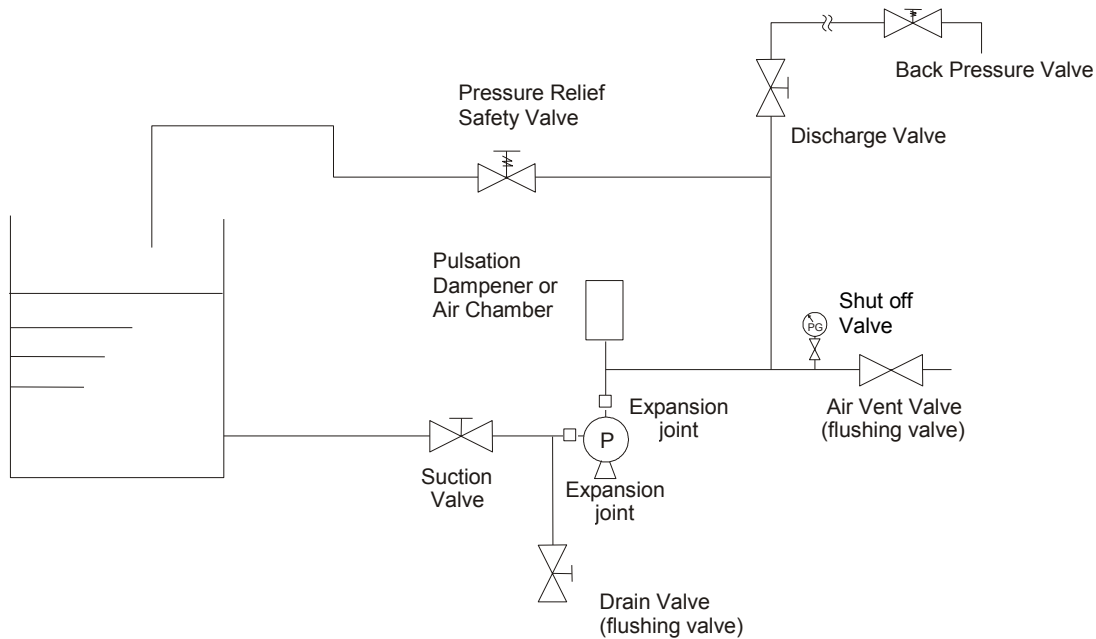 Back Pressure Valve
Pressure Relief
Safety Valve
Discharge Valve
Pulsation
Dampener or
Air Chamber
Shut off
Valve
PG
Air Vent Valve
(flushing valve)
Expansion
joint
P
Suction
Valve
Expansion
joint
Drain Valve
(flushing valve)